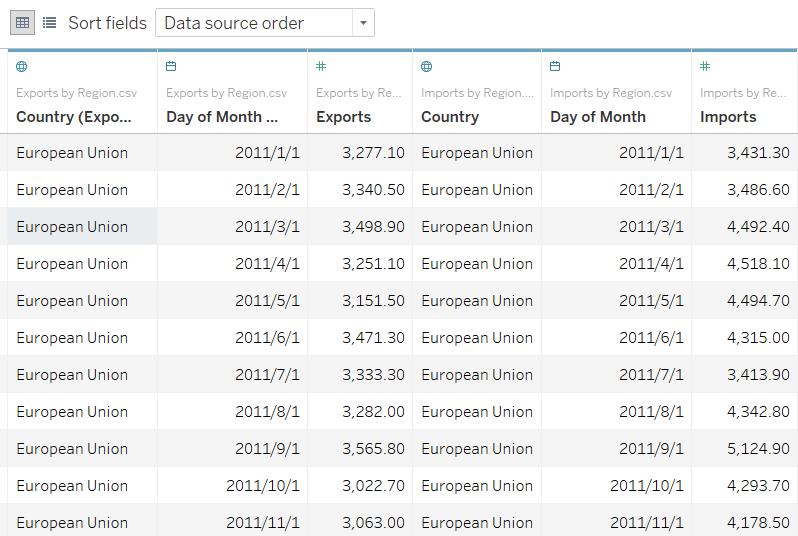 Sort fields Data source order
Exports by Region.csv Exports by Region.csv Exports by Re... Imports by Region.... Imports by Region.csv Imports by Re...
Country (Expo... Day of Month ... Exports Country Day of Month Imports
European Union 2011/1/1 3,277.10 European Union 2011/1/1 3,431.30
European Union 2011/2/1 3,340.50 European Union 2011/2/1 3,486.60
European Union 2011/3/1 3,498.90 European Union 2011/3/1 4,492.40
European Union 2011/4/1 3,251.10 European Union 2011/4/1 4,518.10
European Union 2011/5/1 3,151.50 European Union 2011/5/1 4,494.70
European Union 2011/6/1 3,471.30 European Union 2011/6/1 4,315.00
European Union 2011/7/1 3,333.30 European Union 2011/7/1 3,413.90
European Union 2011/8/1 3,282.00 European Union 2011/8/1 4,342.80
European Union 2011/9/1 3,565.80 European Union 2011/9/1 5,124.90
European Union 2011/10/1 3,022.70 European Union 2011/10/1 4,293.70
European Union 2011/11/1 3,063.00 European Union 2011/11/1 4,178.50